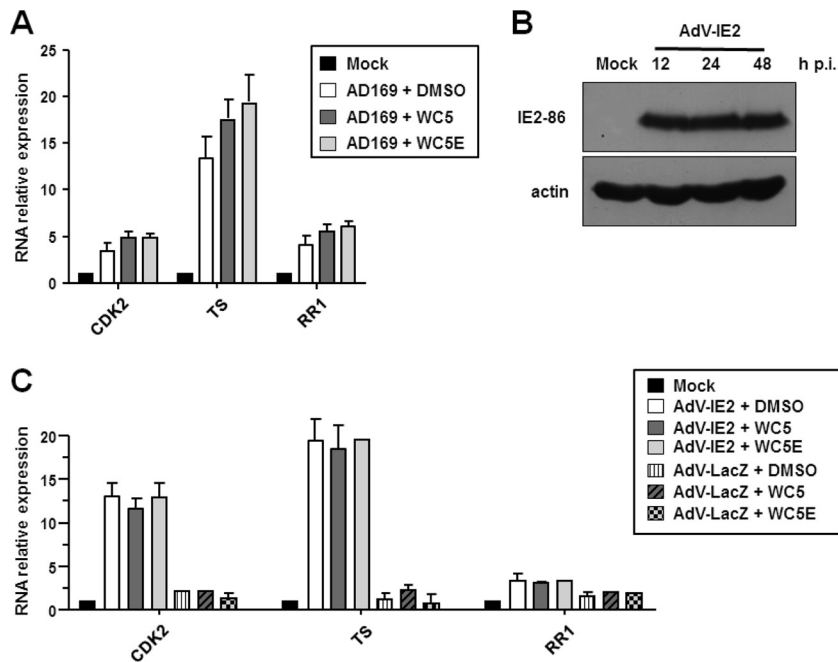 A
RNA relative expression
25
20
15
10
5
0
CDK2
TS
RR1
Mock
AD169 + DMSO
AD169 + WC5
AD169 + WC5E
B
AdV-IE2
Mock 12 24 48 h p.i.
IE2-86
actin
C
RNA relative expression
20
15
10
5
0
CDK2
TS
RR1
Mock
AdV-IE2 + DMSO
AdV-IE2 + WC5
AdV-IE2 + WC5E
AdV-LacZ + DMSO
AdV-LacZ + WC5
AdV-LacZ + WC5E